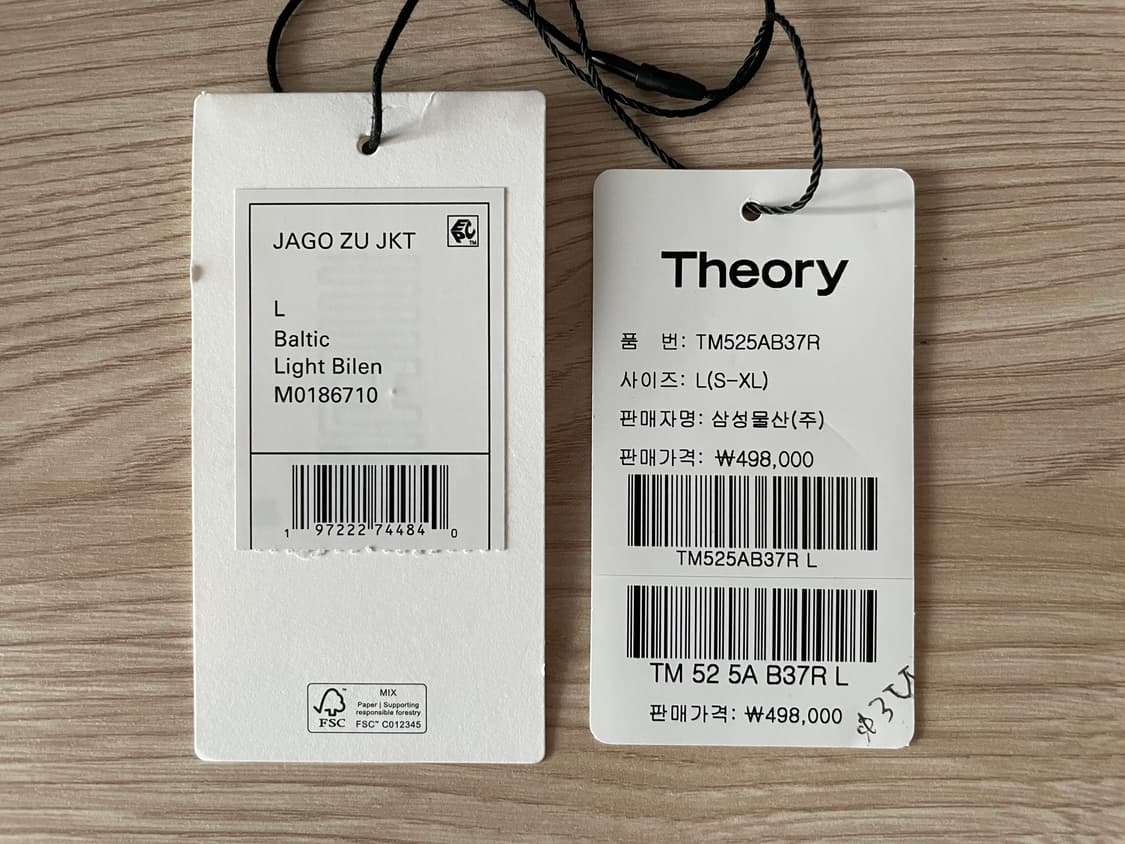 JAGO ZU JKT
L
Baltic
Light Bilen
M0186710
1 97222 74484 0
FSC™
MIX
Paper | Supporting
responsible forestry
FSC™ C012345
Theory
품 번: TM525AB37R
사이즈: L(S-XL)
판매자명: 삼성물산(주)
판매가격: ₩498,000
TM525AB37R L
TM 52 5A B37R L
판매가격: ₩498,000